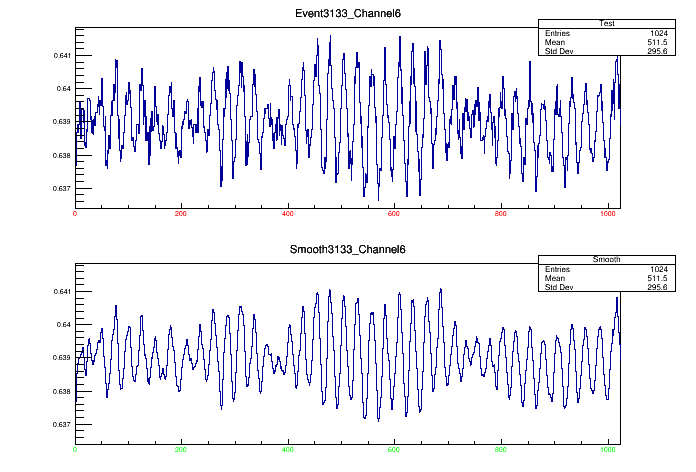 Event3133_Channel6
Test
Entries 1024
Mean 511.5
Std Dev 295.6
0.641
0.64
0.639
0.638
0.637
0 200 400 600 800 1000
Smooth3133_Channel6
Smooth
Entries 1024
Mean 511.5
Std Dev 295.6
0.641
0.64
0.639
0.638
0.637
0 200 400 600 800 1000